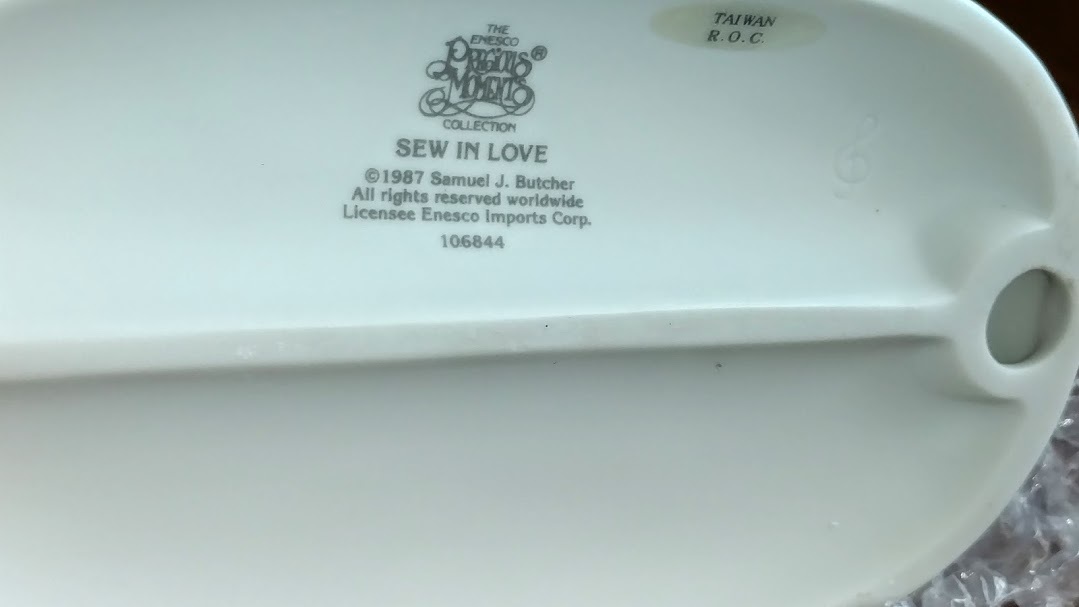 THE
ENESCO
PRECIOUS
MOMENTS®
COLLECTION
SEW IN LOVE
©1987 Samuel J. Butcher
All rights reserved worldwide
Licensee Enesco Imports Corp.
106844
TAIWAN
R.O.C.